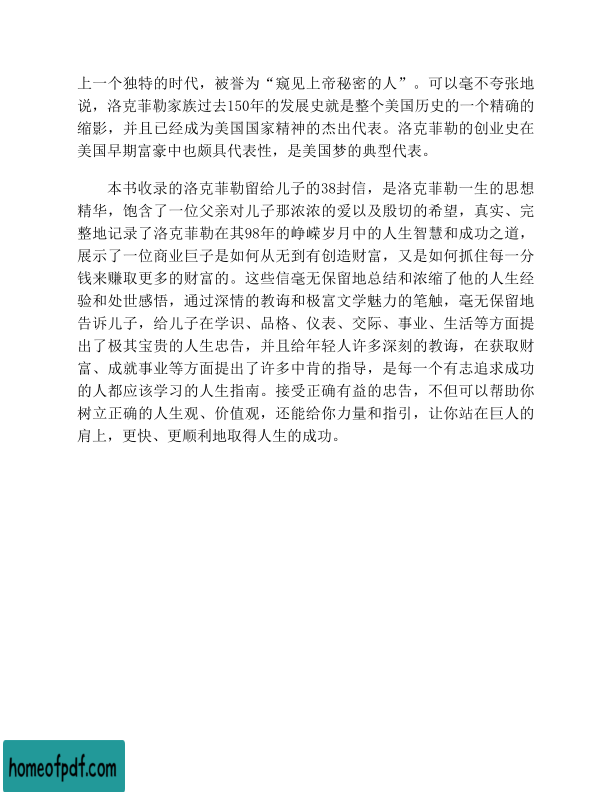 上一个独特的时代，被誉为“窥见上帝秘密的人”。可以毫不夸张地
说，洛克菲勒家族过去150年的发展史就是整个美国历史的一个精确的
缩影，并且已经成为美国国家精神的杰出代表。洛克菲勒的创业史在
美国早期富豪中也颇具代表性，是美国梦的典型代表。
本书收录的洛克菲勒留给儿子的38封信，是洛克菲勒一生的思想
精华，饱含了一位父亲对儿子那浓浓的爱以及殷切的希望，真实、完
整地记录了洛克菲勒在其98年的峥嵘岁月中的人生智慧和成功之道，
展示了一位商业巨子是如何从无到有创造财富，又是如何抓住每一分
钱来赚取更多的财富的。这些信毫无保留地总结和浓缩了他的人生经
验和处世感悟，通过深情的教诲和极富文学魅力的笔触，毫无保留地
告诉儿子，给儿子在学识、品格、仪表、交际、事业、生活等方面提
出了极其宝贵的人生忠告，并且给年轻人许多深刻的教诲，在获取财
富、成就事业等方面提出了许多中肯的指导，是每一个有志追求成功
的人都应该学习的人生指南。接受正确有益的忠告，不但可以帮助你
树立正确的人生观、价值观，还能给你力量和指引，让你站在巨人的
肩上，更快、更顺利地取得人生的成功。
homeofpdf.com